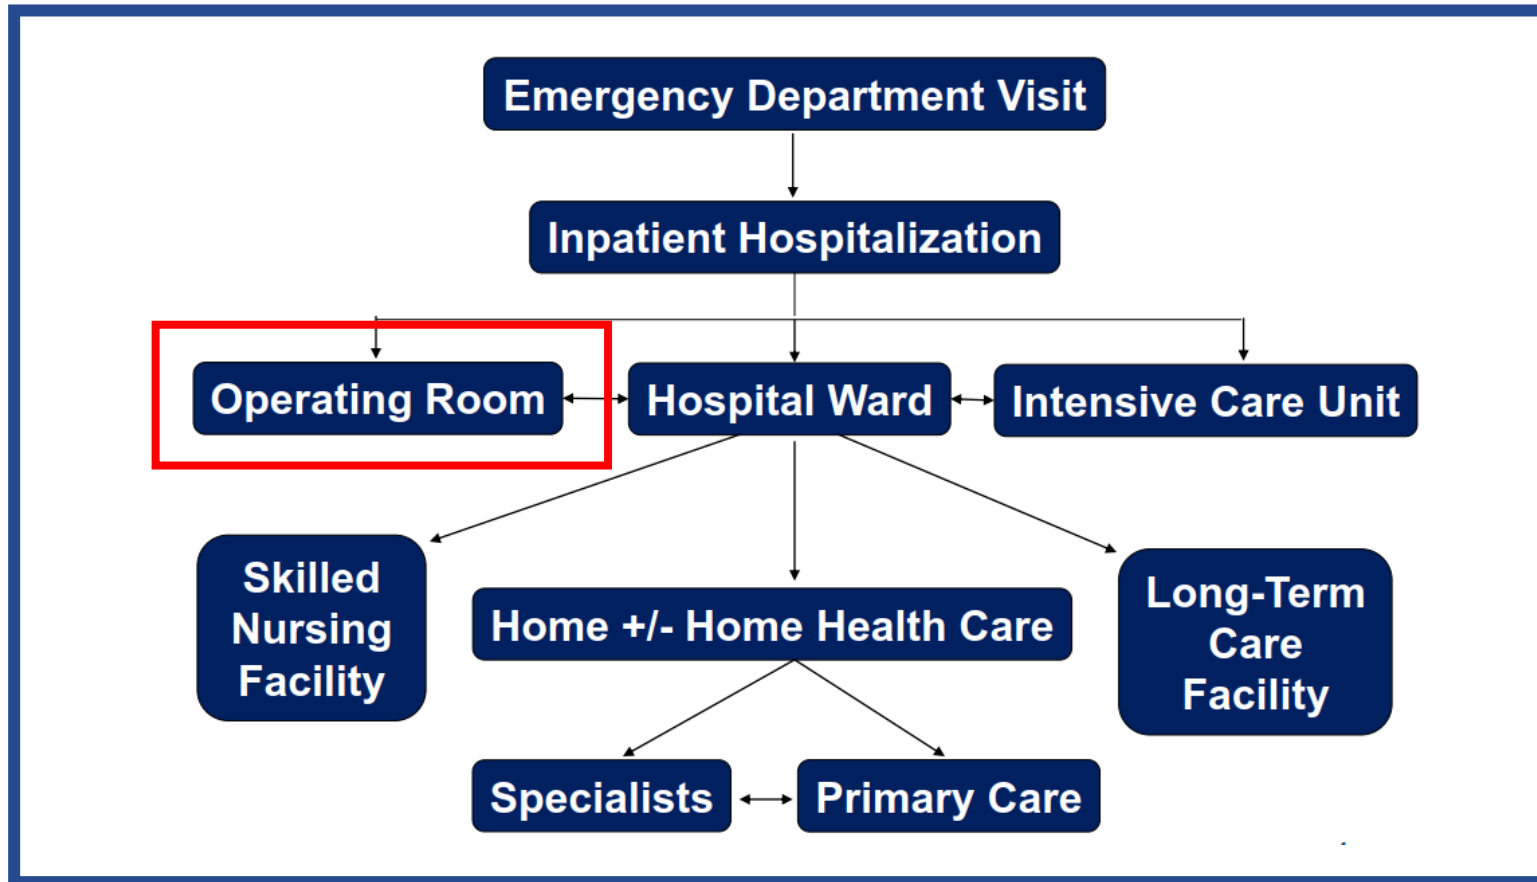 Emergency Department Visit
Inpatient Hospitalization
Operating Room
Hospital Ward
Intensive Care Unit
Skilled
Nursing
Facility
Home +/- Home Health Care
Long-Term
Care
Facility
Specialists
Primary Care